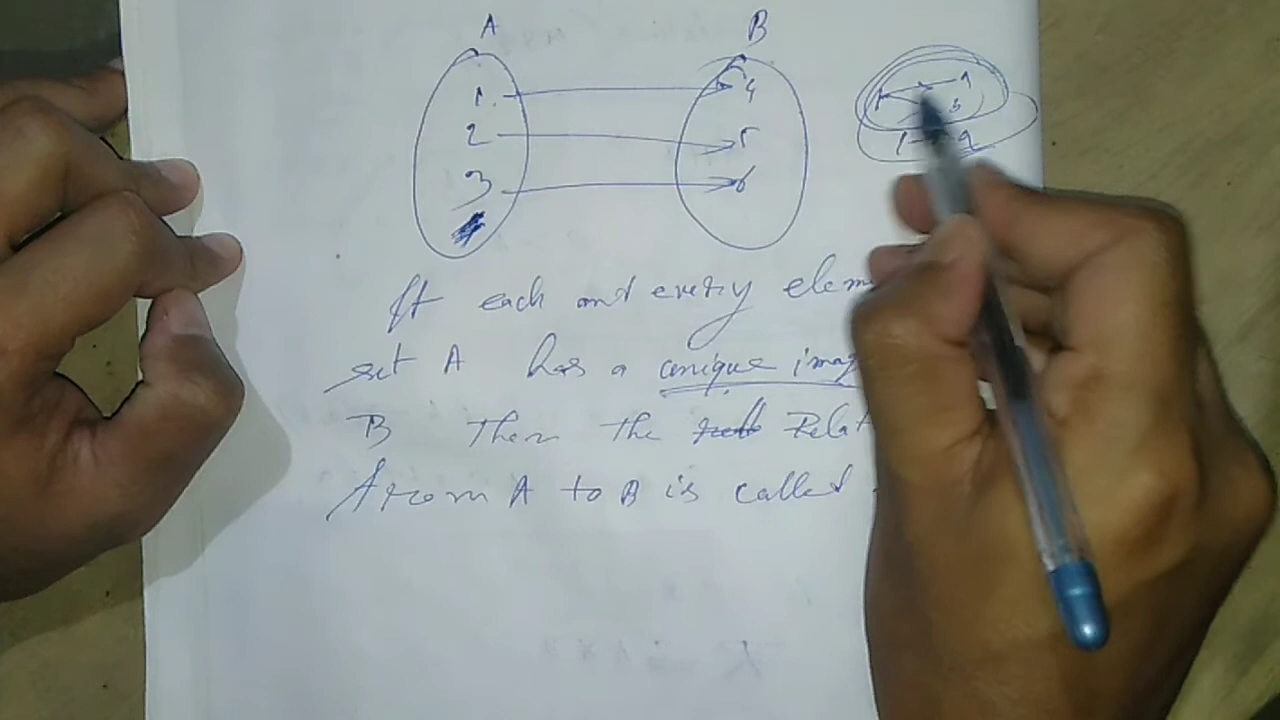 A B
1 4
2 5
3 6
If each and every elem
set A has a unique imag
B Then the Relat
from A to B is called